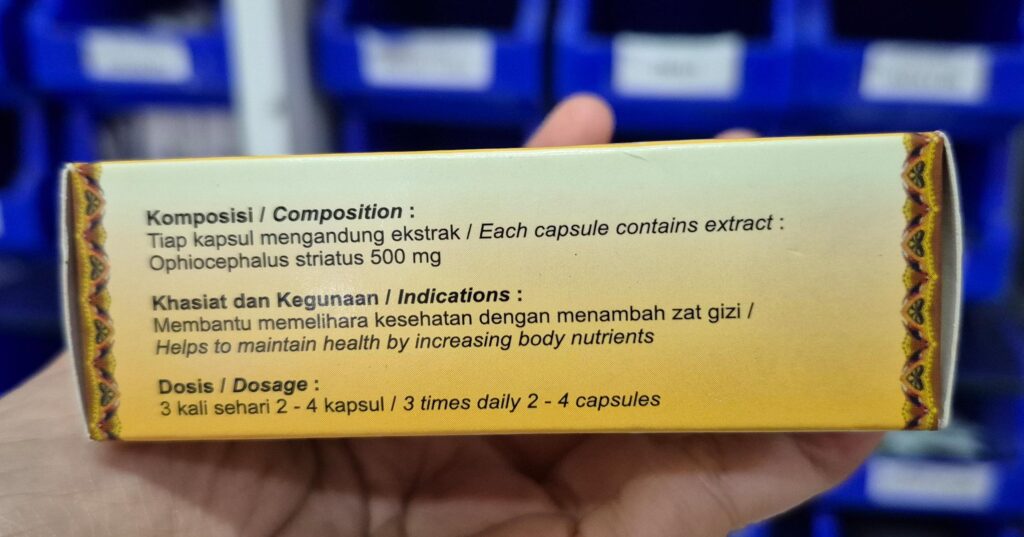 Komposisi / Composition :
Tiap kapsul mengandung ekstrak / Each capsule contains extract :
Ophiocephalus striatus 500 mg
Khasiat dan Kegunaan / Indications :
Membantu memelihara kesehatan dengan menambah zat gizi /
Helps to maintain health by increasing body nutrients
Dosis / Dosage :
3 kali sehari 2 - 4 kapsul / 3 times daily 2 - 4 capsules